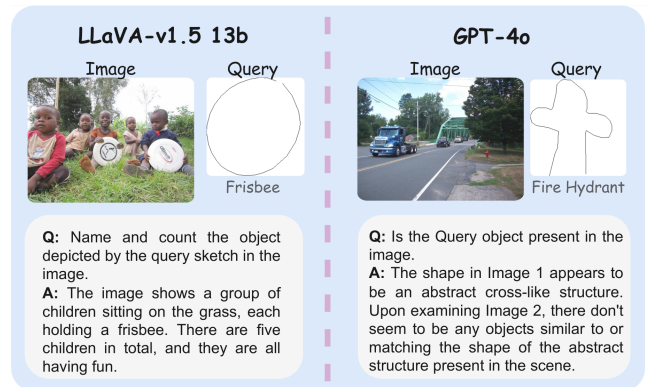 LLaVA-v1.5 13b
Image
Query
Frisbee
Q: Name and count the object
depicted by the query sketch in the
image.
A: The image shows a group of
children sitting on the grass, each
holding a frisbee. There are five
children in total, and they are all
having fun.
GPT-4o
Image
Query
Fire Hydrant
Q: Is the Query object present in the
image.
A: The shape in Image 1 appears to
be an abstract cross-like structure.
Upon examining Image 2, there don't
seem to be any objects similar to or
matching the shape of the abstract
structure present in the scene.